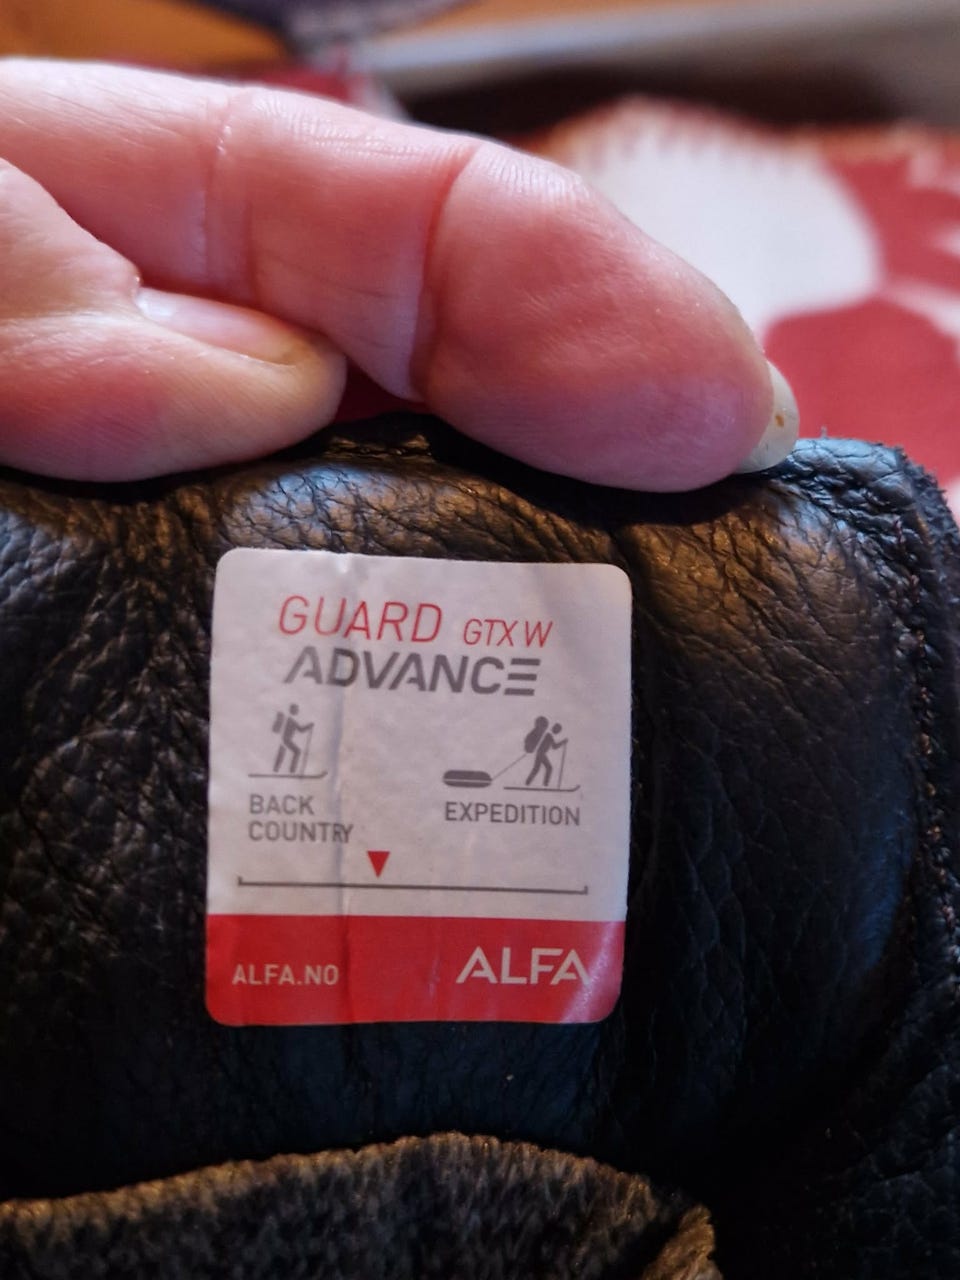 GUARD GTX W
ADVANCE
BACK
COUNTRY
EXPEDITION
ALFA.NO
ALFA